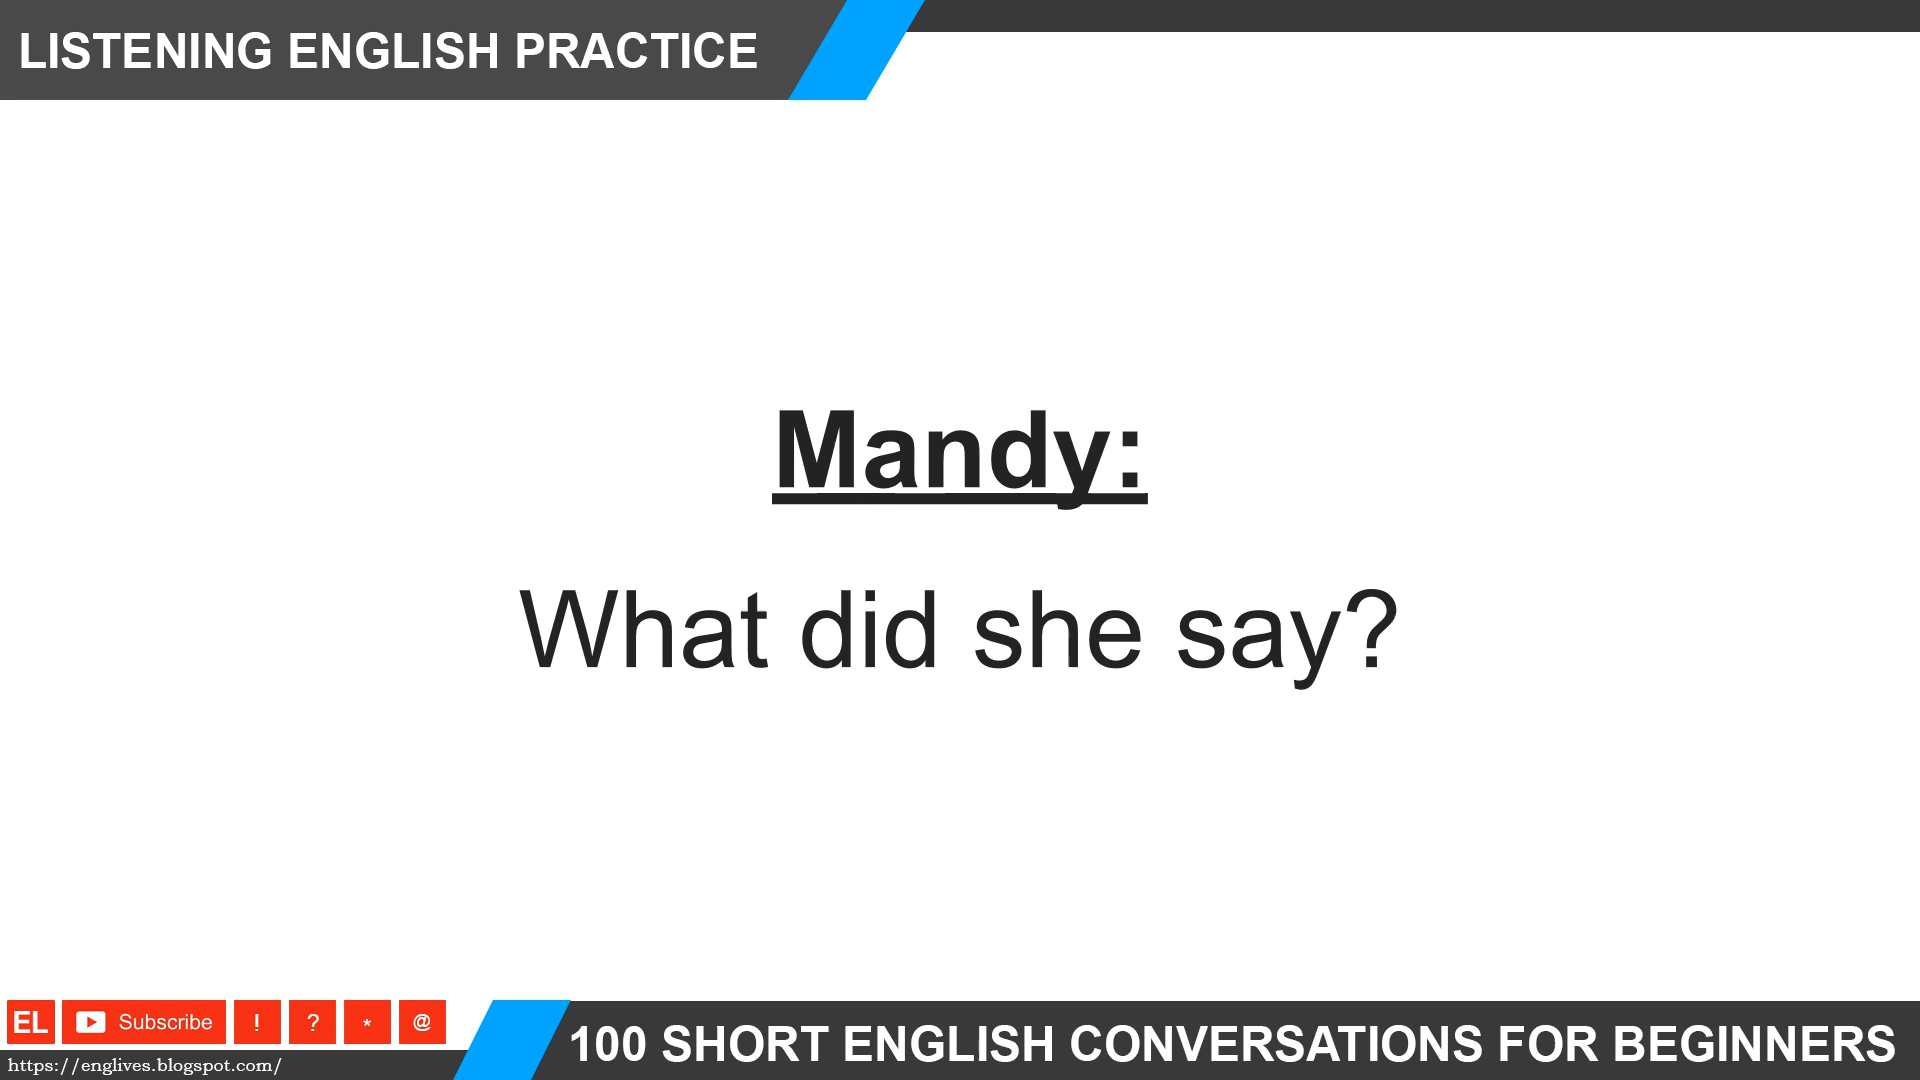 LISTENING ENGLISH PRACTICE
Mandy:
What did she say?
EL Subscribe ! ? * @
https://englives.blogspot.com/
100 SHORT ENGLISH CONVERSATIONS FOR BEGINNERS